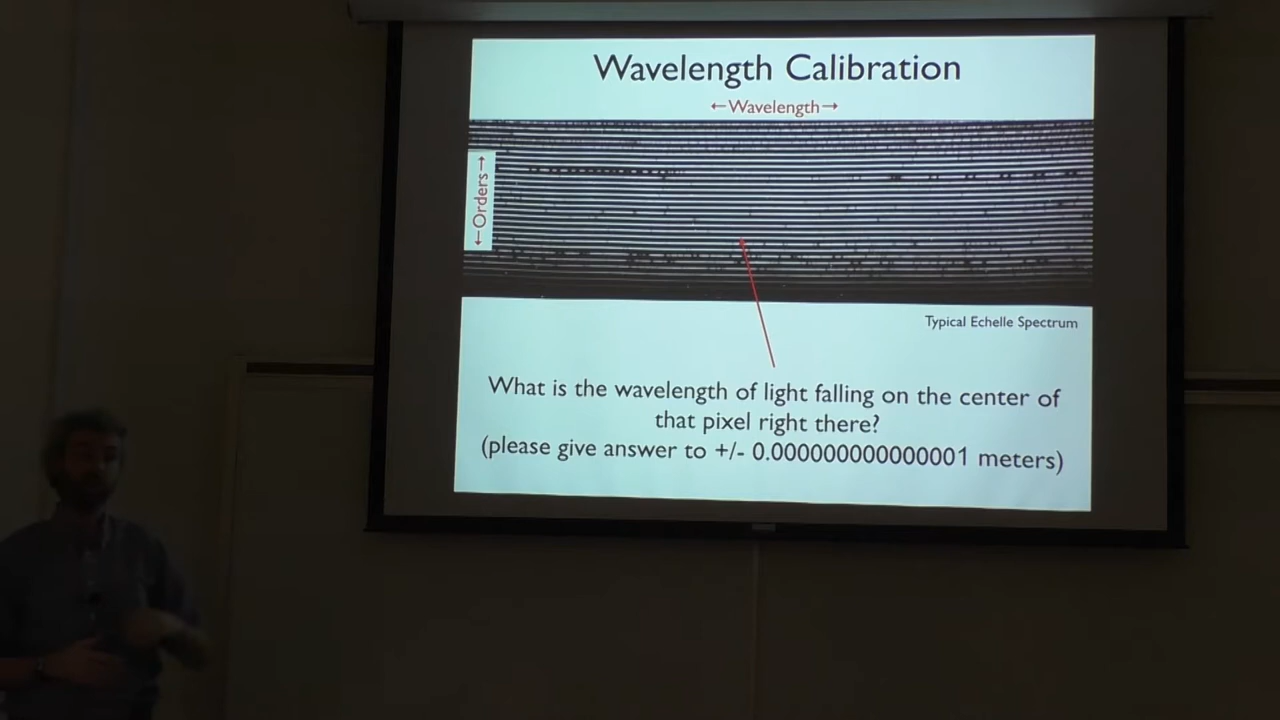 Wavelength Calibration
←Wavelength→
←Orders→
Typical Echelle Spectrum
What is the wavelength of light falling on the center of
that pixel right there?
(please give answer to +/- 0.000000000000001 meters)